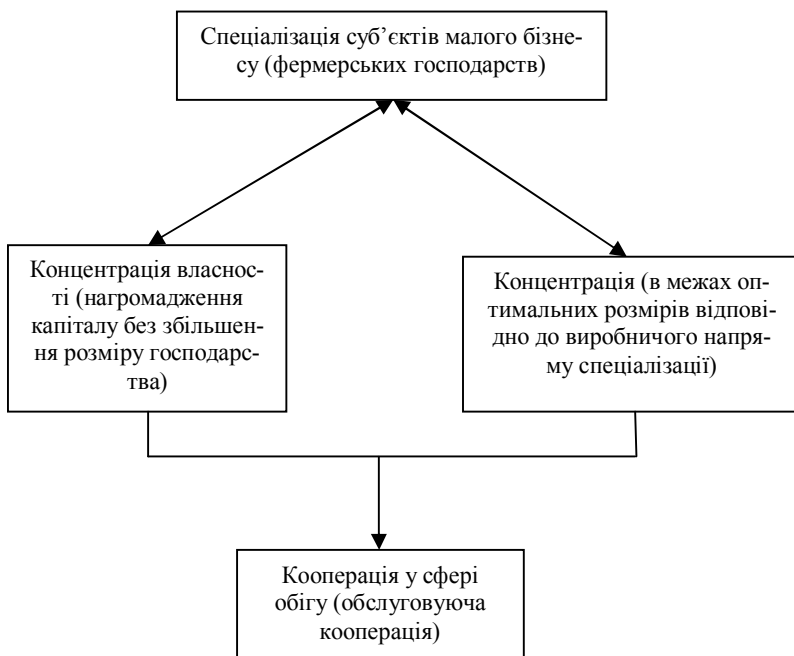 Спеціалізація суб’єктів малого бізне-
су (фермерських господарств)
Концентрація власнос-
ті (нагромадження
капіталу без збільшен-
ня розміру господарс-
тва)
Концентрація (в межах оп-
тимальних розмірів відпові-
дно до виробничого напря-
му спеціалізації)
Кооперація у сфері
обігу (обслуговуюча
кооперація)